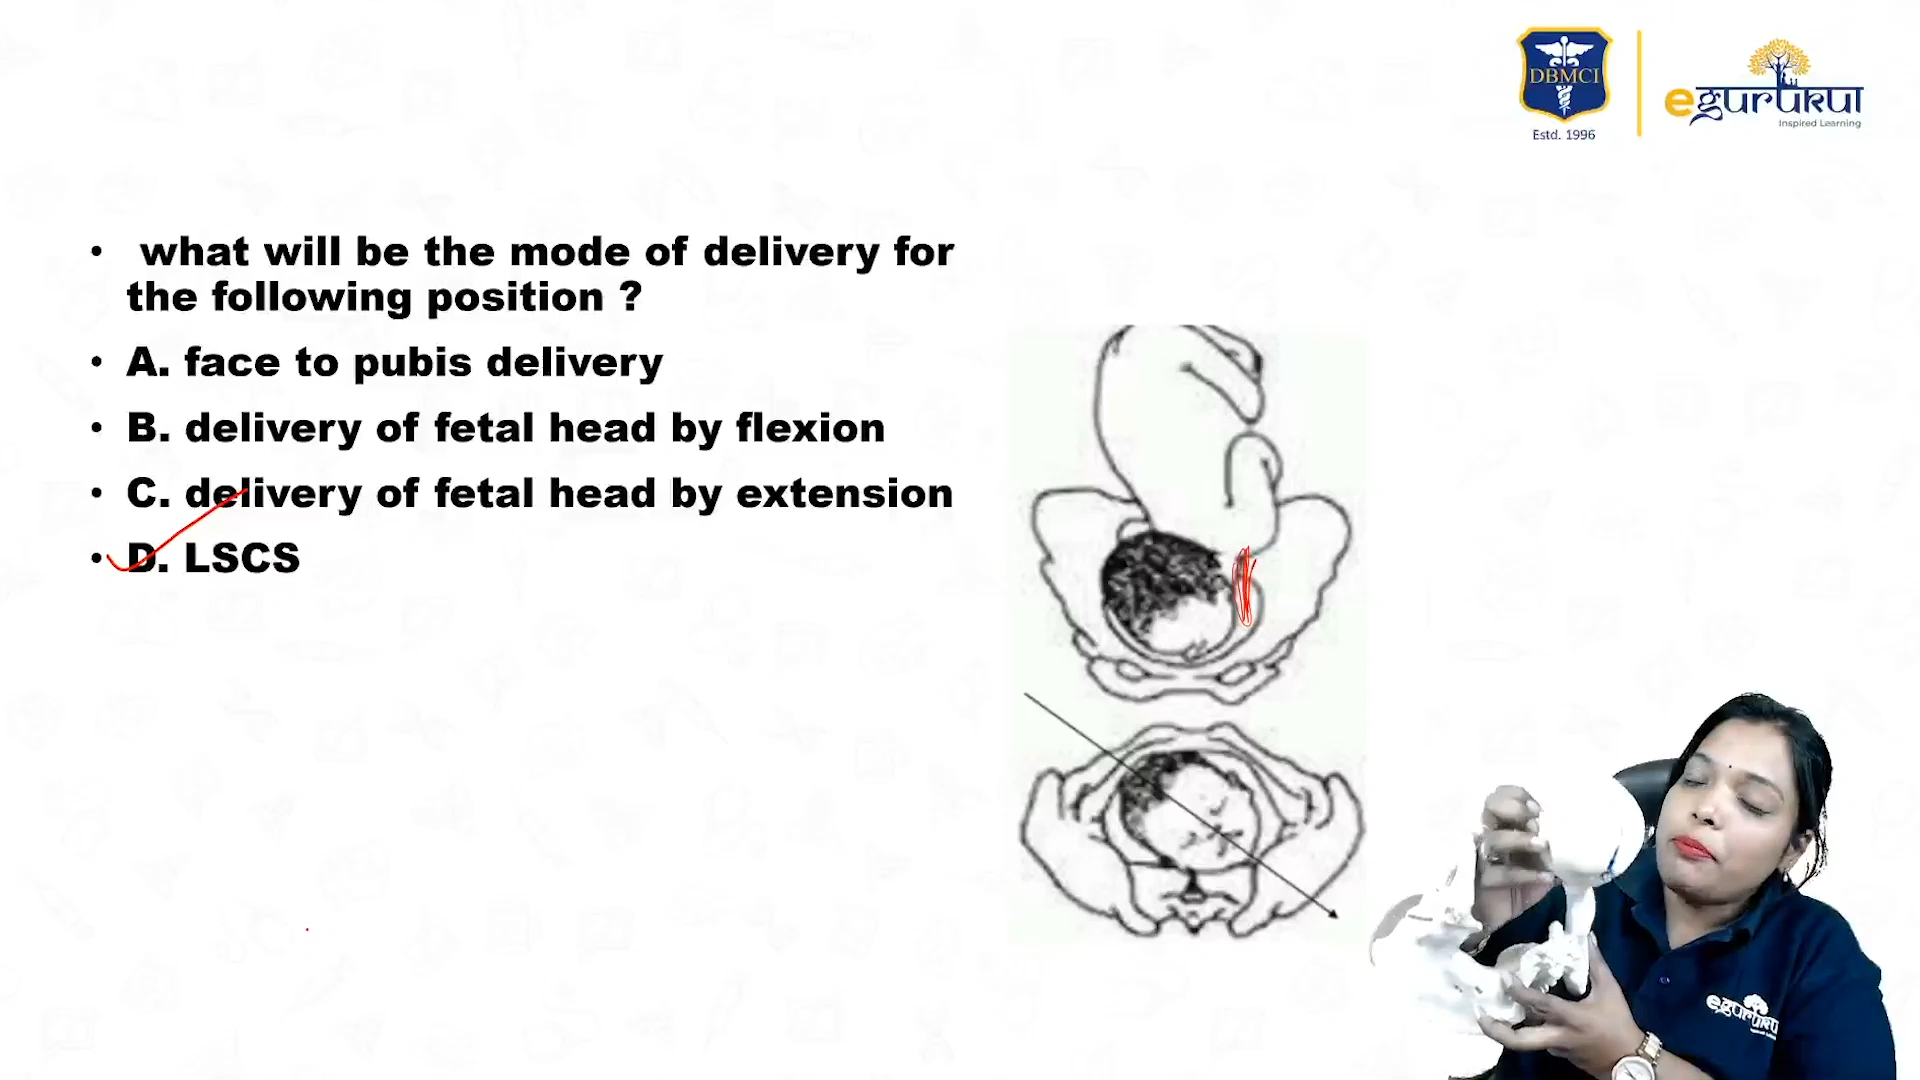 DBMCI
Estd. 1996
egurukul
Inspired Learning
• what will be the mode of delivery for
the following position ?
• A. face to pubis delivery
• B. delivery of fetal head by flexion
• C. delivery of fetal head by extension
• D. LSCS
egurukul